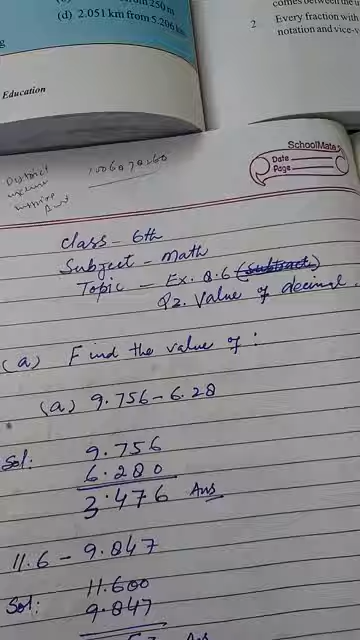 from 250 m
(d) 2.051 km from 5.206 km
comes between the
2 Every fraction with
notation and vice-v
Education
District
SchoolMate
Date
Page
Class - 6th
Subject - Math
Topic - Ex. 8.6 (Subtract)
Q2. Value of decimal.
(a) Find the value of :
(a) 9.756 - 6.28
Sol: 9.756
6.280
3.476 Ans
11.6 - 9.847
Sol: 11.600
9.847